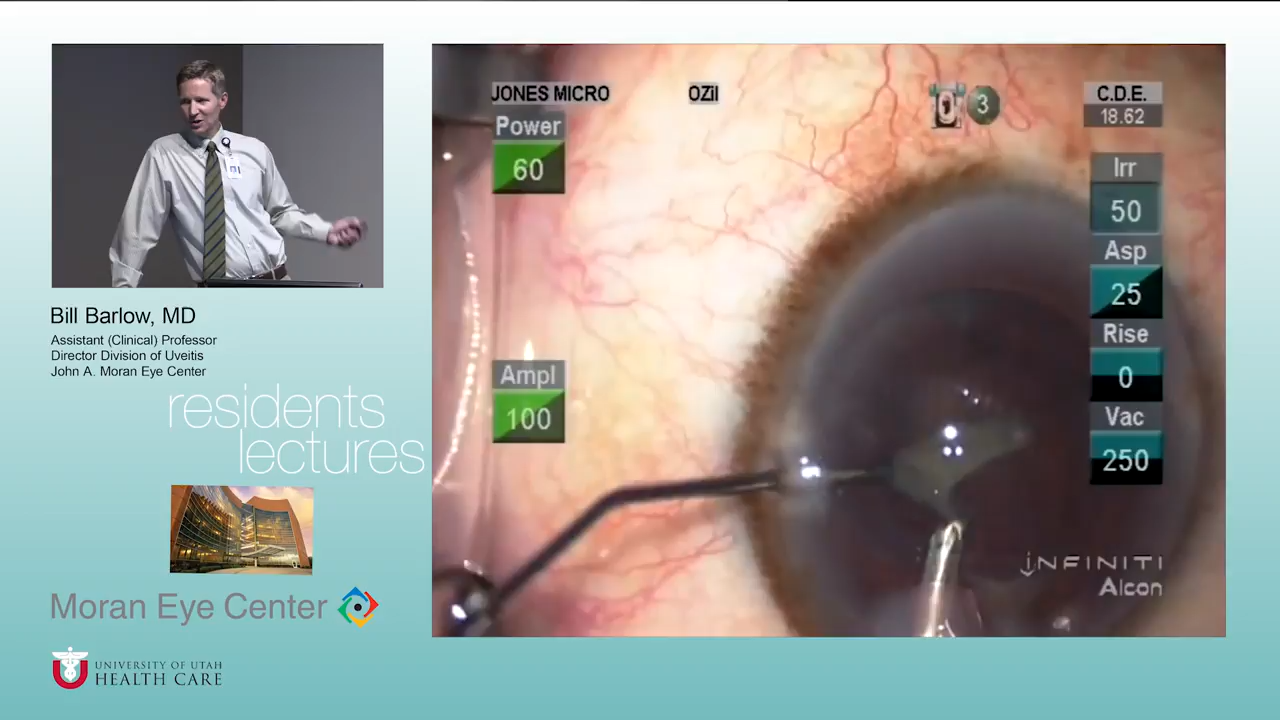 Bill Barlow, MD
Assistant (Clinical) Professor
Director Division of Uveitis
John A. Moran Eye Center
residents
lectures
Moran Eye Center
UNIVERSITY OF UTAH
HEALTH CARE
JONES MICRO
OZil
3
C.D.E.
18.62
Power
60
Irr
50
Asp
25
Rise
0
Ampl
100
Vac
250
INFINITI
Alcon